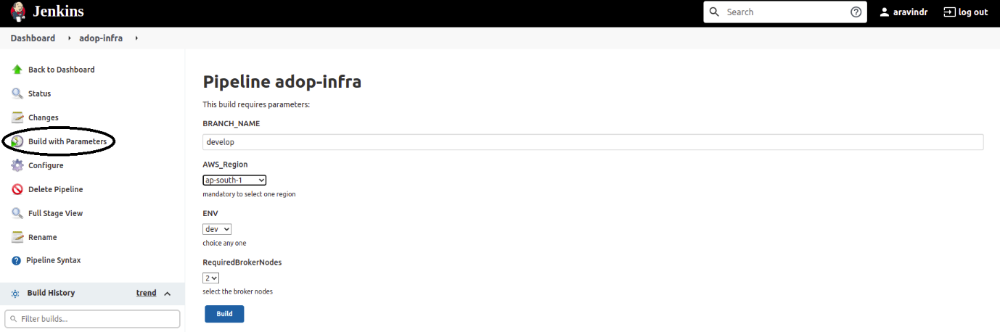 Jenkins
Search
aravindr
log out
Dashboard
adop-infra
Back to Dashboard
Status
Changes
Build with Parameters
Configure
Delete Pipeline
Full Stage View
Rename
Pipeline Syntax
Build History trend
Filter builds...
Pipeline adop-infra
This build requires parameters:
BRANCH_NAME
develop
AWS_Region
ap-south-1
mandatory to select one region
ENV
dev
choice any one
RequiredBrokerNodes
2
select the broker nodes
Build